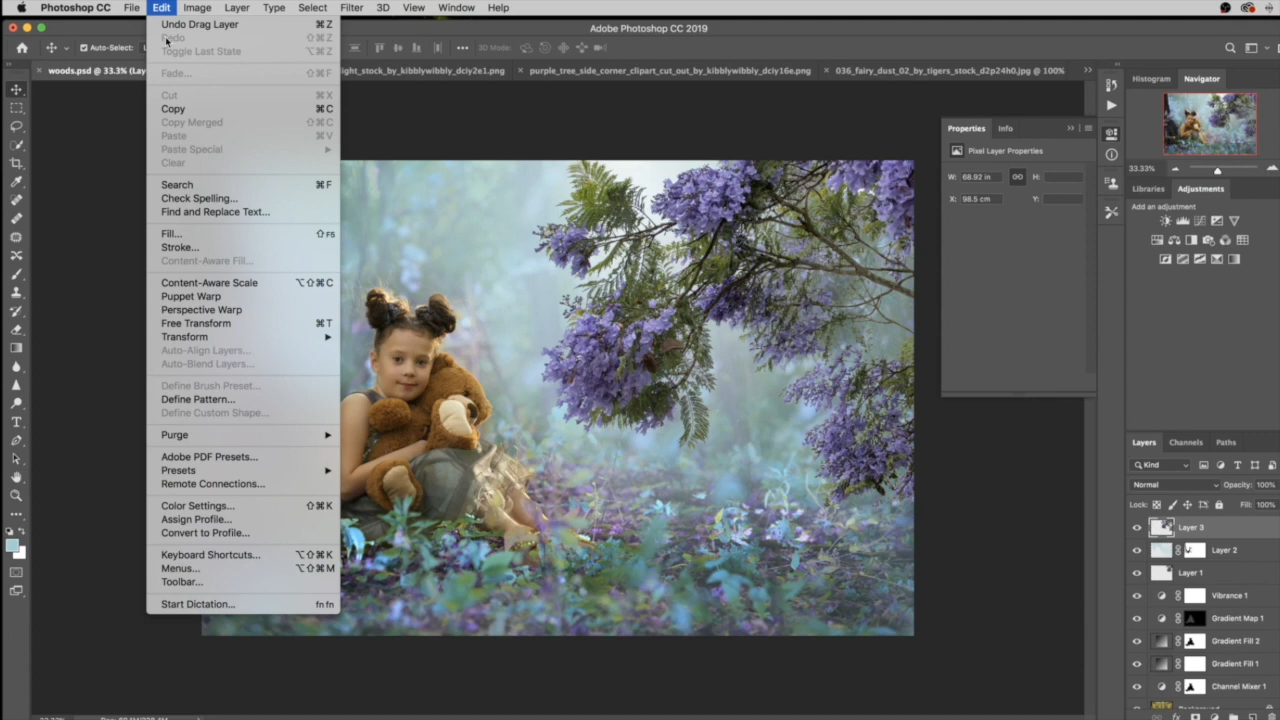 Photoshop CC File Edit Image Layer Type Select Filter 3D View Window Help
Adobe Photoshop CC 2019
Auto-Select: 3D Mode:
woods.psd @ 33.3% (Lay ight_stock_by_kibblywibbly_dciy2e1.png purple_tree_side_corner_clipart_cut_out_by_kibblywibbly_dciy16e.png 036_fairy_dust_02_by_tigers_stock_d2p24h0.jpg @ 100%
Undo Drag Layer ⌘Z
Redo ⇧⌘Z
Toggle Last State ⌥⌘Z
Fade... ⇧⌘F
Cut ⌘X
Copy ⌘C
Copy Merged ⇧⌘C
Paste ⌘V
Paste Special
Clear
Search ⌘F
Check Spelling...
Find and Replace Text...
Fill... ⇧F5
Stroke...
Content-Aware Fill...
Content-Aware Scale ⌥⇧⌘C
Puppet Warp
Perspective Warp
Free Transform ⌘T
Transform
Auto-Align Layers...
Auto-Blend Layers...
Define Brush Preset...
Define Pattern...
Define Custom Shape...
Purge
Adobe PDF Presets...
Presets
Remote Connections...
Color Settings... ⇧⌘K
Assign Profile...
Convert to Profile...
Keyboard Shortcuts... ⌥⇧⌘K
Menus... ⌥⇧⌘M
Toolbar...
Start Dictation... fn fn
Properties Info
Pixel Layer Properties
W: 68.92 in H:
X: 98.5 cm Y:
Histogram Navigator
33.33%
Libraries Adjustments
Add an adjustment
Layers Channels Paths
Kind
Normal Opacity: 100%
Lock: Fill: 100%
Layer 3
Layer 2
Layer 1
Vibrance 1
Gradient Map 1
Gradient Fill 2
Gradient Fill 1
Channel Mixer 1